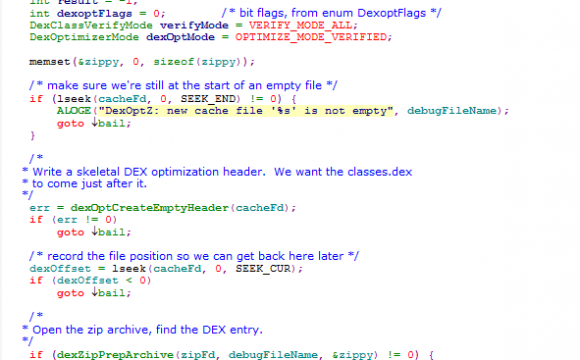 int result = -1;
int dexoptFlags = 0; /* bit flags, from enum DexoptFlags */
DexClassVerifyMode verifyMode = VERIFY_MODE_ALL;
DexOptimizerMode dexOptMode = OPTIMIZE_MODE_VERIFIED;
memset(&zippy, 0, sizeof(zippy));
/* make sure we're still at the start of an empty file */
if (lseek(cacheFd, 0, SEEK_END) != 0) {
ALOGE("DexOptZ: new cache file '%s' is not empty", debugFileName);
goto ↓bail;
}
/*
* Write a skeletal DEX optimization header.  We want the classes.dex
* to come just after it.
*/
err = dexOptCreateEmptyHeader(cacheFd);
if (err != 0)
goto ↓bail;
/* record the file position so we can get back here later */
dexOffset = lseek(cacheFd, 0, SEEK_CUR);
if (dexOffset < 0)
goto ↓bail;
/*
* Open the zip archive, find the DEX entry.
*/
if (dexZipPrepArchive(zipFd, debugFileName, &zippy) != 0) {